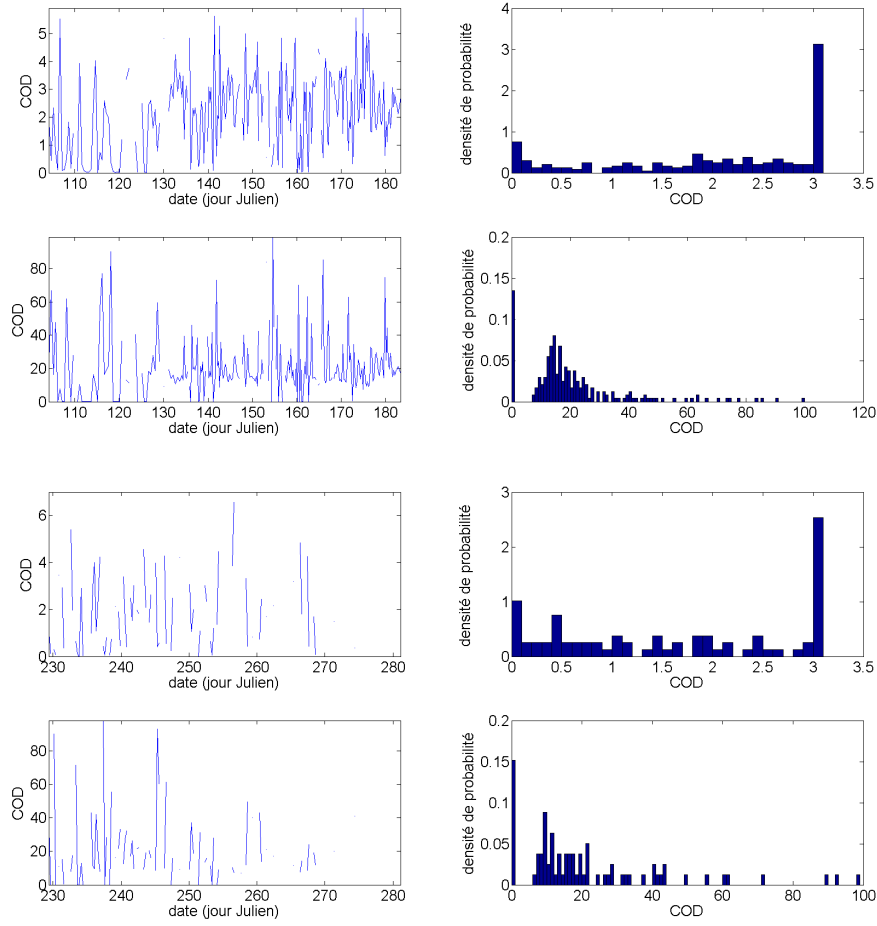 5
4
3
2
1
0
COD
110 120 130 140 150 160 170 180
date (jour Julien)
4
3
2
1
0
densité de probabilité
0 0.5 1 1.5 2 2.5 3 3.5
COD
80
60
40
20
0
COD
110 120 130 140 150 160 170 180
date (jour Julien)
0.2
0.15
0.1
0.05
0
densité de probabilité
0 20 40 60 80 100 120
COD
6
4
2
0
COD
230 240 250 260 270 280
date (jour Julien)
3
2
1
0
densité de probabilité
0 0.5 1 1.5 2 2.5 3 3.5
COD
80
60
40
20
0
COD
230 240 250 260 270 280
date (jour Julien)
0.2
0.15
0.1
0.05
0
densité de probabilité
0 20 40 60 80 100
COD